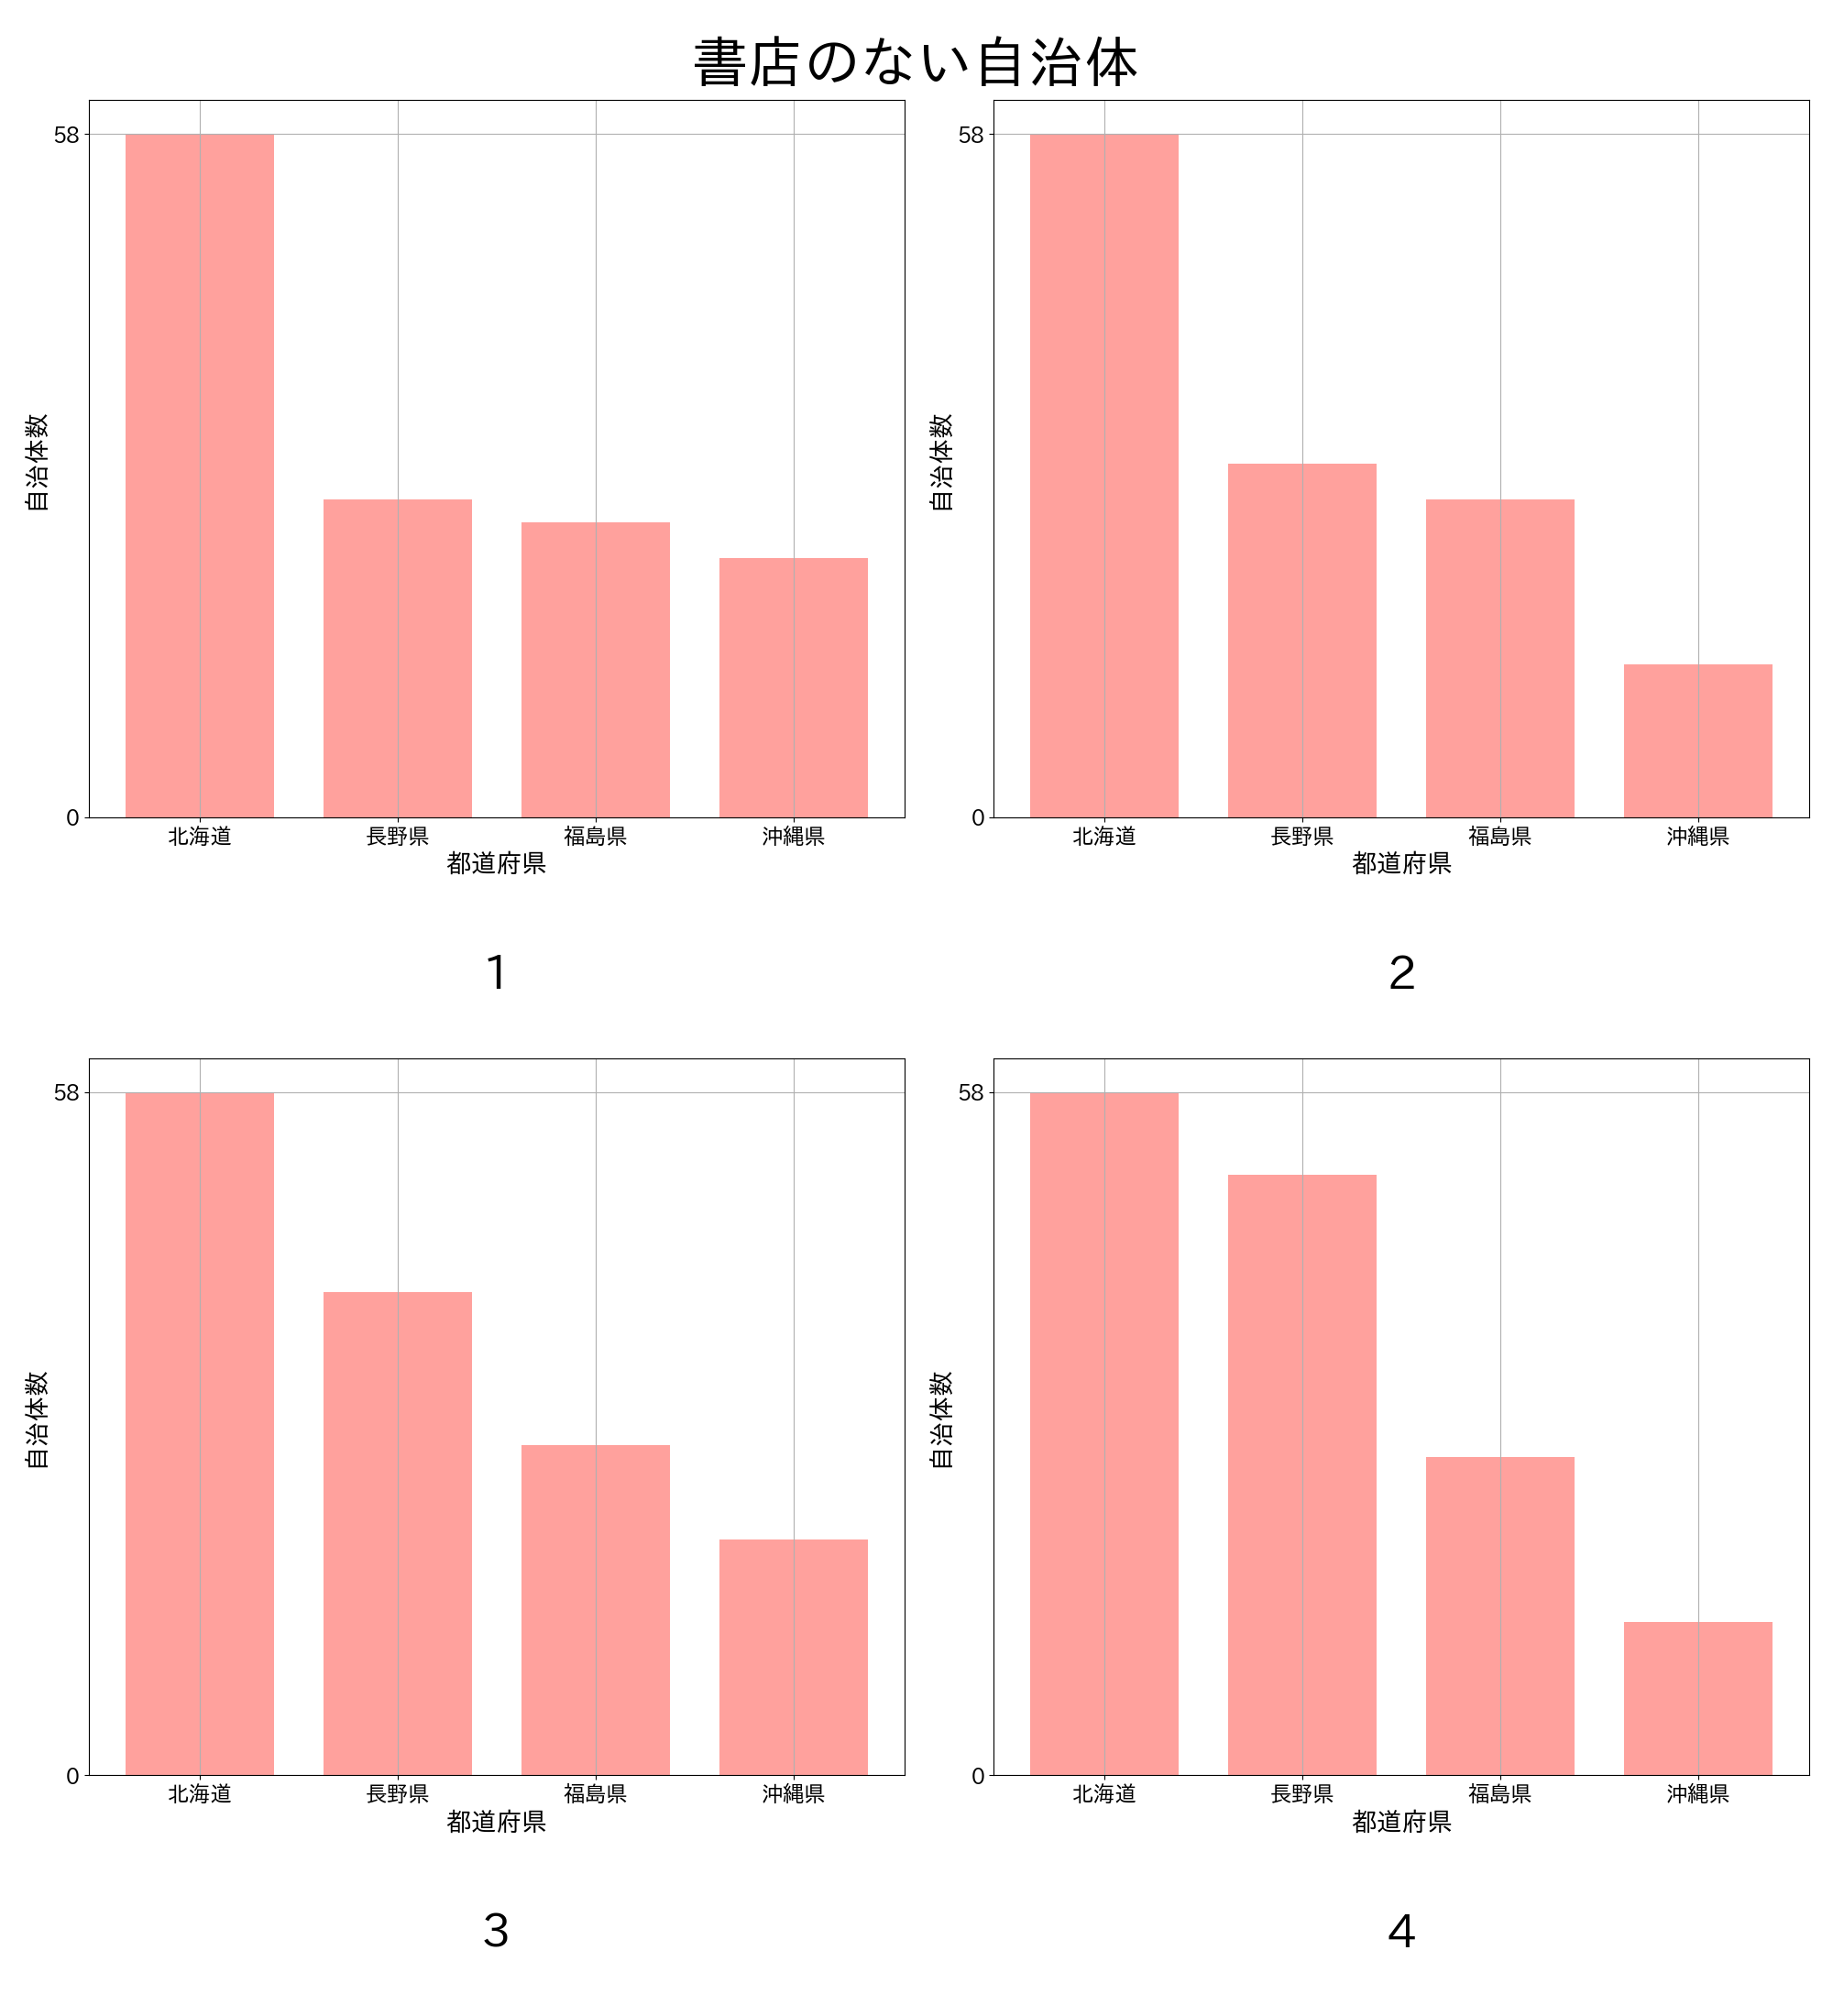 書店のない自治体
58
0
自治体数
北海道 長野県 福島県 沖縄県
都道府県
1
58
0
自治体数
北海道 長野県 福島県 沖縄県
都道府県
2
58
0
自治体数
北海道 長野県 福島県 沖縄県
都道府県
3
58
0
自治体数
北海道 長野県 福島県 沖縄県
都道府県
4